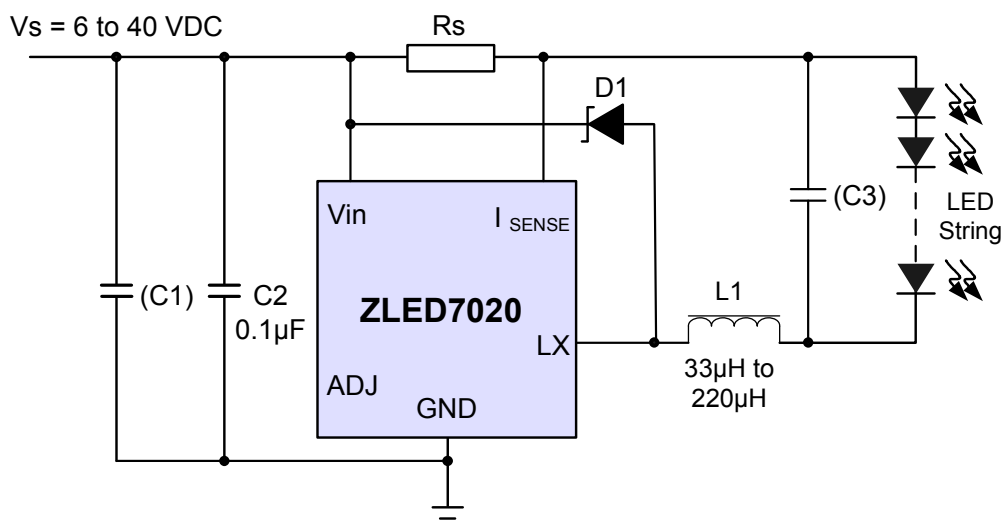 Vs = 6 to 40 VDC
Rs
D1
Vin
I SENSE
(C3)
LED
String
(C1)
C2
0.1µF
ZLED7020
L1
LX
33µH to
220µH
ADJ
GND